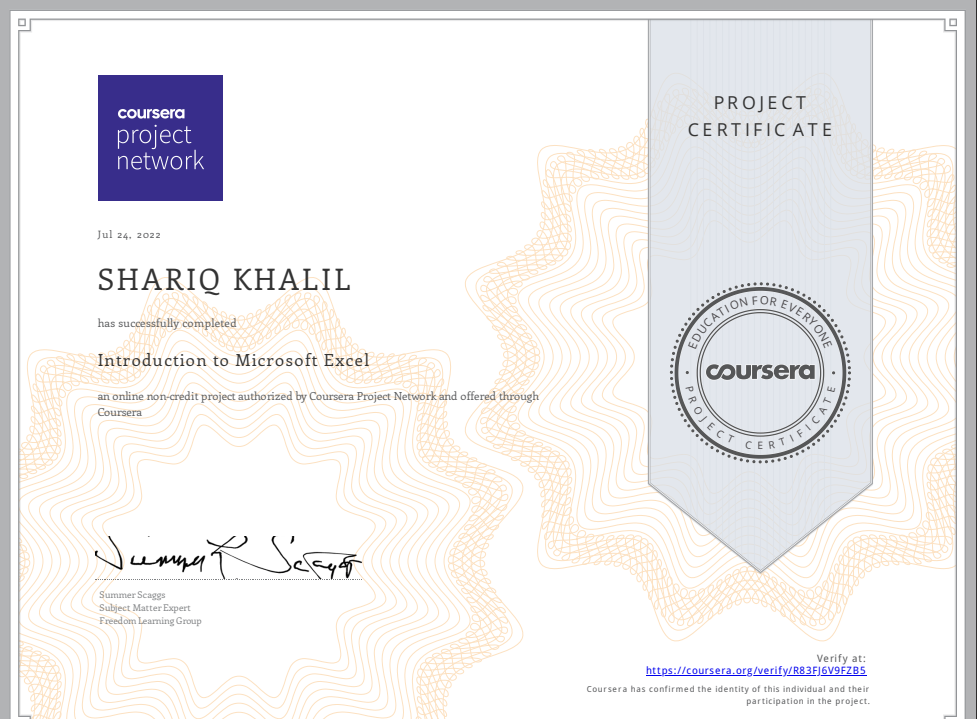 coursera
project
network
PROJECT
CERTIFICATE
Jul 24, 2022
SHARIQ KHALIL
has successfully completed
Introduction to Microsoft Excel
an online non-credit project authorized by Coursera Project Network and offered through
Coursera
EDUCATION FOR EVERYONE
coursera
PROJECT CERTIFICATE
Summer Scaggs
Subject Matter Expert
Freedom Learning Group
Verify at:
https://coursera.org/verify/R83FJ6V9FZB5
Coursera has confirmed the identity of this individual and their
participation in the project.